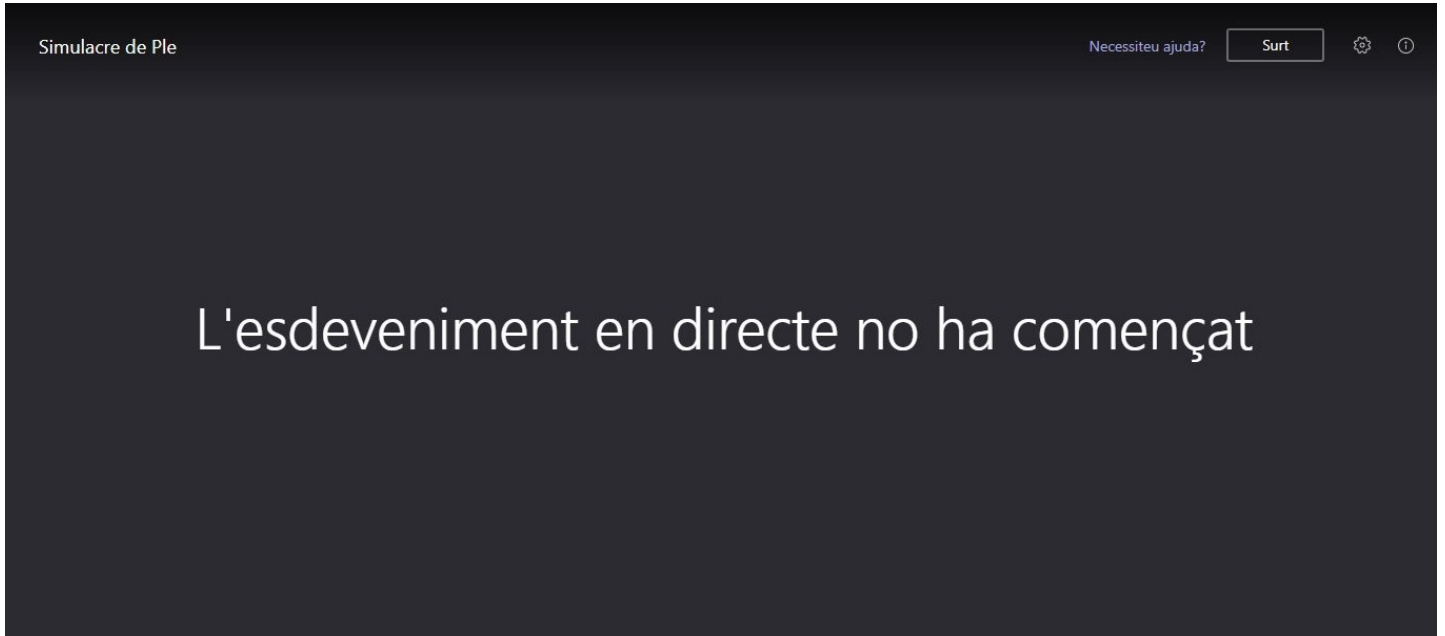 Simulacre de Ple
Necessiteu ajuda?
Surt
L'esdeveniment en directe no ha començat